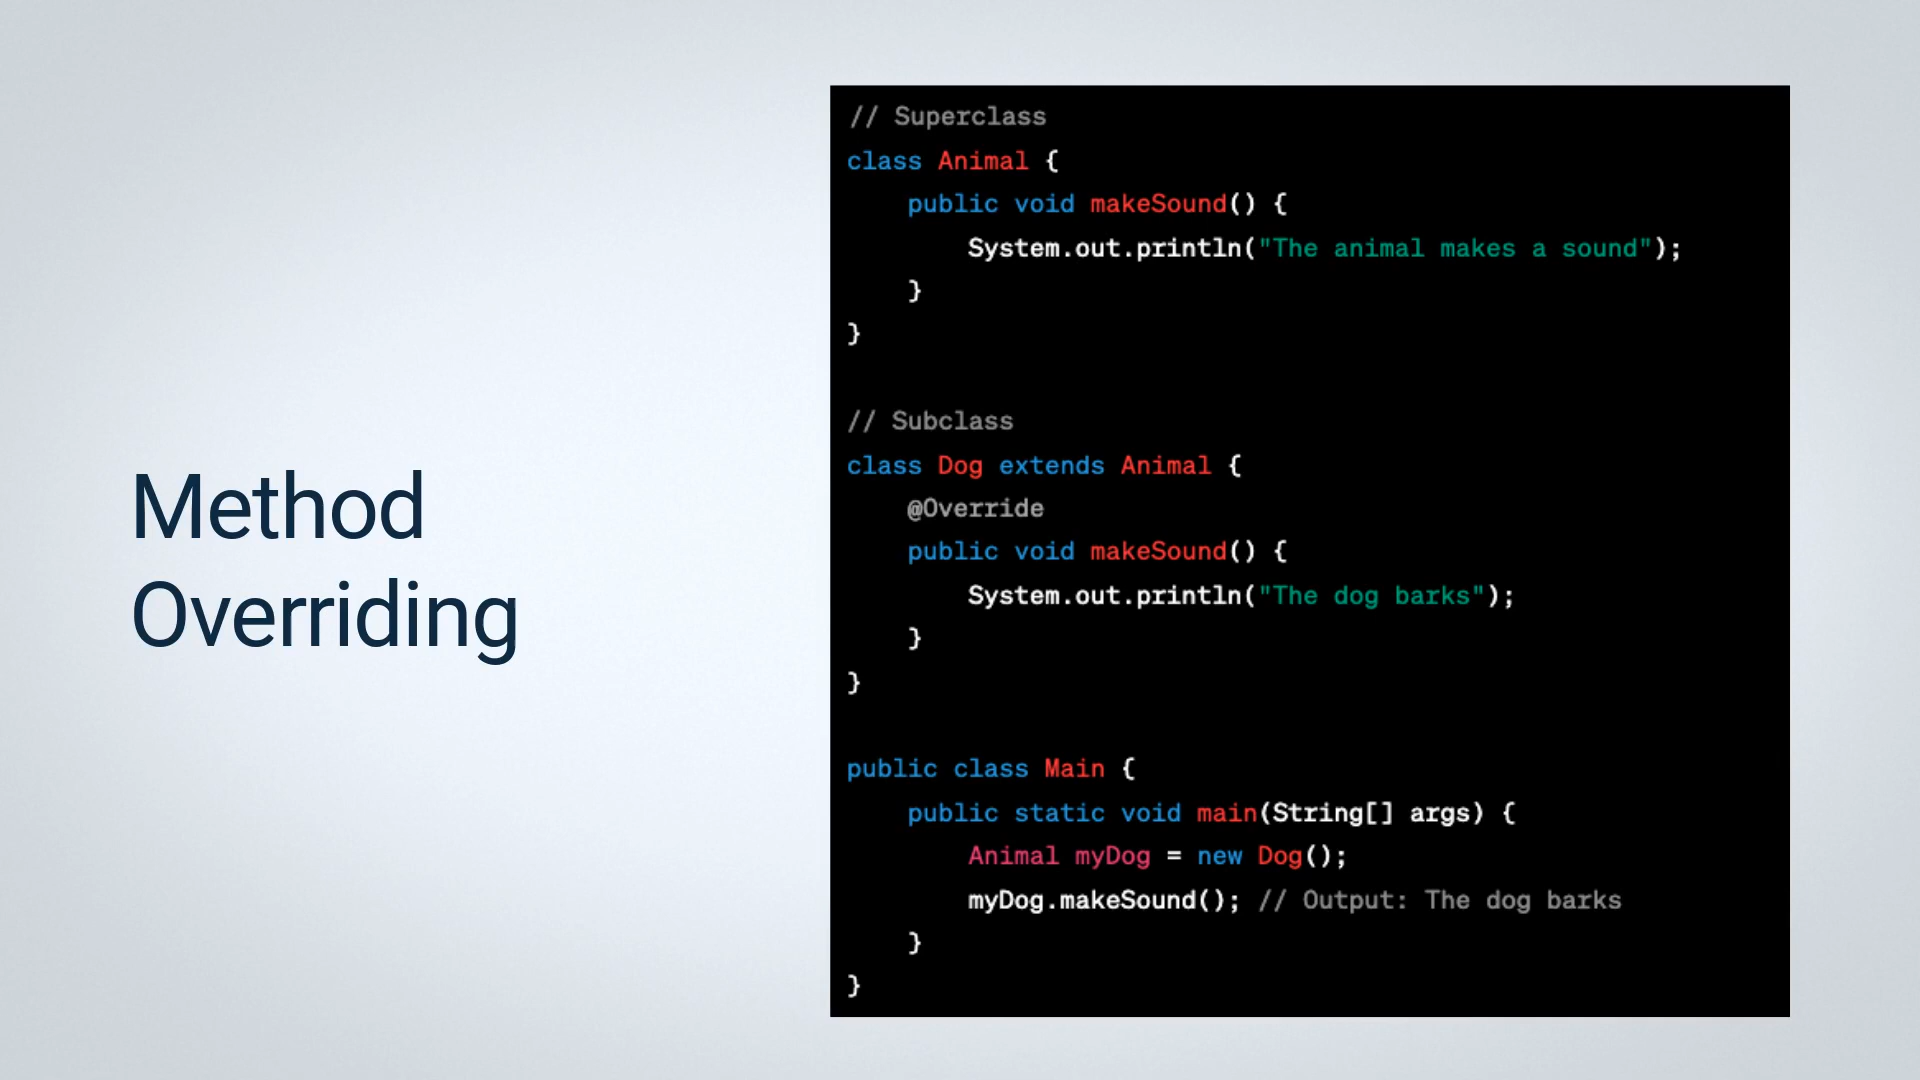 Method
Overriding
// Superclass
class Animal {
    public void makeSound() {
        System.out.println("The animal makes a sound");
    }
}

// Subclass
class Dog extends Animal {
    @Override
    public void makeSound() {
        System.out.println("The dog barks");
    }
}

public class Main {
    public static void main(String[] args) {
        Animal myDog = new Dog();
        myDog.makeSound(); // Output: The dog barks
    }
}